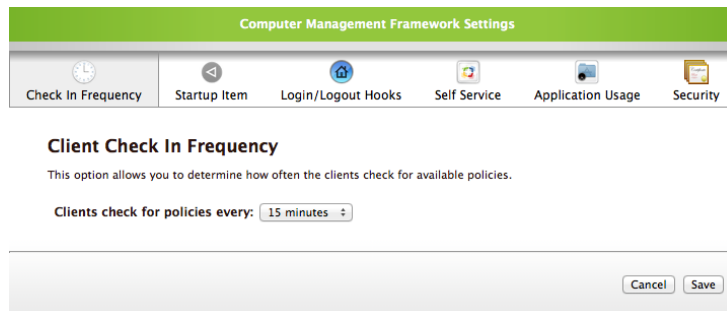 Computer Management Framework Settings
Check In Frequency
Startup Item
Login/Logout Hooks
Self Service
Application Usage
Security
Client Check In Frequency
This option allows you to determine how often the clients check for available policies.
Clients check for policies every: 15 minutes
Cancel Save